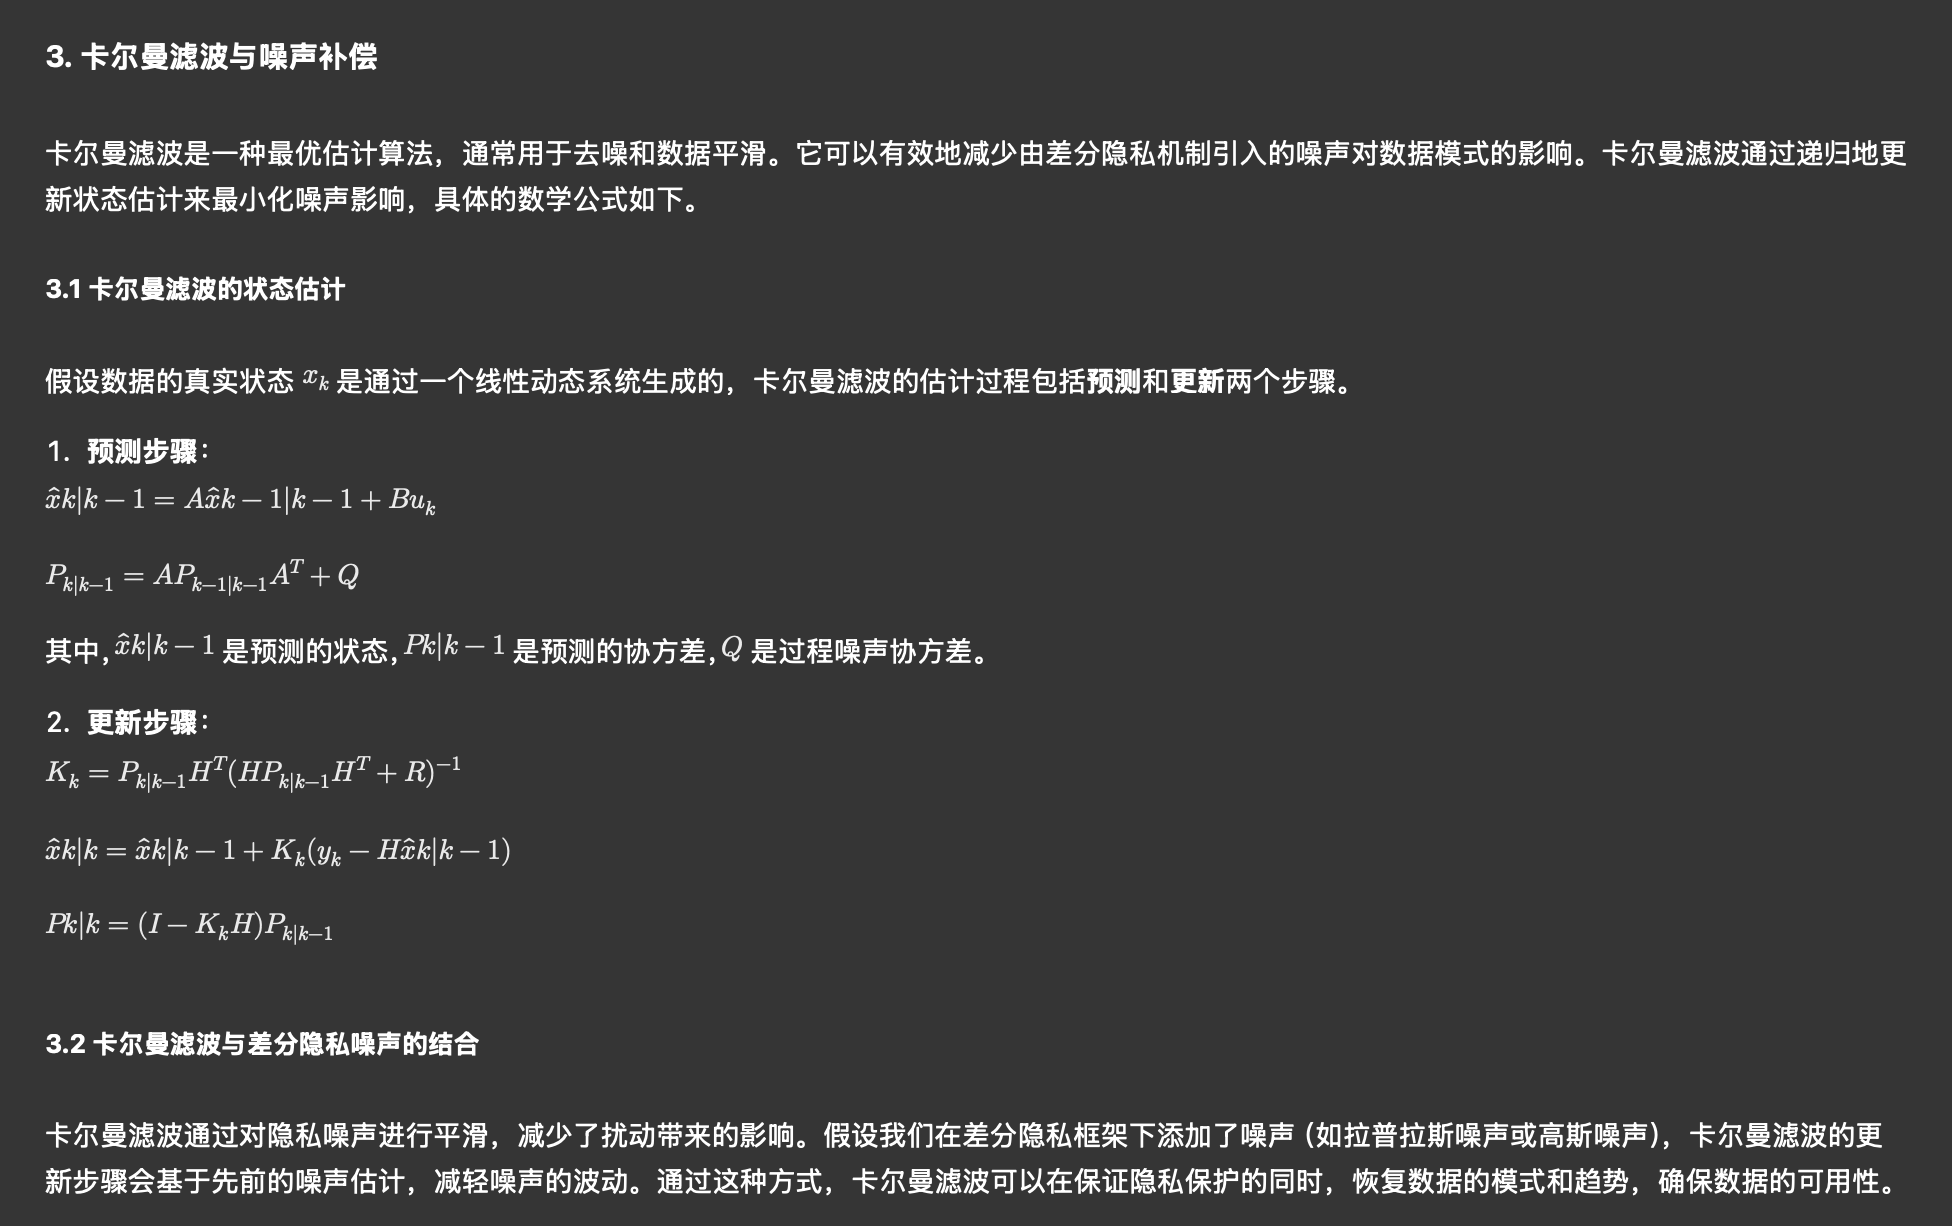 3. 卡尔曼滤波与噪声补偿
卡尔曼滤波是一种最优估计算法，通常用于去噪和数据平滑。它可以有效地减少由差分隐私机制引入的噪声对数据模式的影响。卡尔曼滤波通过递归地更
新状态估计来最小化噪声影响，具体的数学公式如下。
3.1 卡尔曼滤波的状态估计
假设数据的真实状态 $x_k$ 是通过一个线性动态系统生成的，卡尔曼滤波的估计过程包括预测和更新两个步骤。
1. 预测步骤：
$\hat{x}k|k-1 = A\hat{x}k-1|k-1 + Bu_k$
$P_{k|k-1} = AP_{k-1|k-1}A^T + Q$
其中, $\hat{x}k|k-1$ 是预测的状态, $Pk|k-1$ 是预测的协方差, $Q$ 是过程噪声协方差。
2. 更新步骤：
$K_k = P_{k|k-1}H^T(HP_{k|k-1}H^T + R)^{-1}$
$\hat{x}k|k = \hat{x}k|k-1 + K_k(y_k - H\hat{x}k|k-1)$
$Pk|k = (I - K_kH)P_{k|k-1}$
3.2 卡尔曼滤波与差分隐私噪声的结合
卡尔曼滤波通过对隐私噪声进行平滑，减少了扰动带来的影响。假设我们在差分隐私框架下添加了噪声 (如拉普拉斯噪声或高斯噪声)，卡尔曼滤波的更
新步骤会基于先前的噪声估计，减轻噪声的波动。通过这种方式，卡尔曼滤波可以在保证隐私保护的同时，恢复数据的模式和趋势，确保数据的可用性。